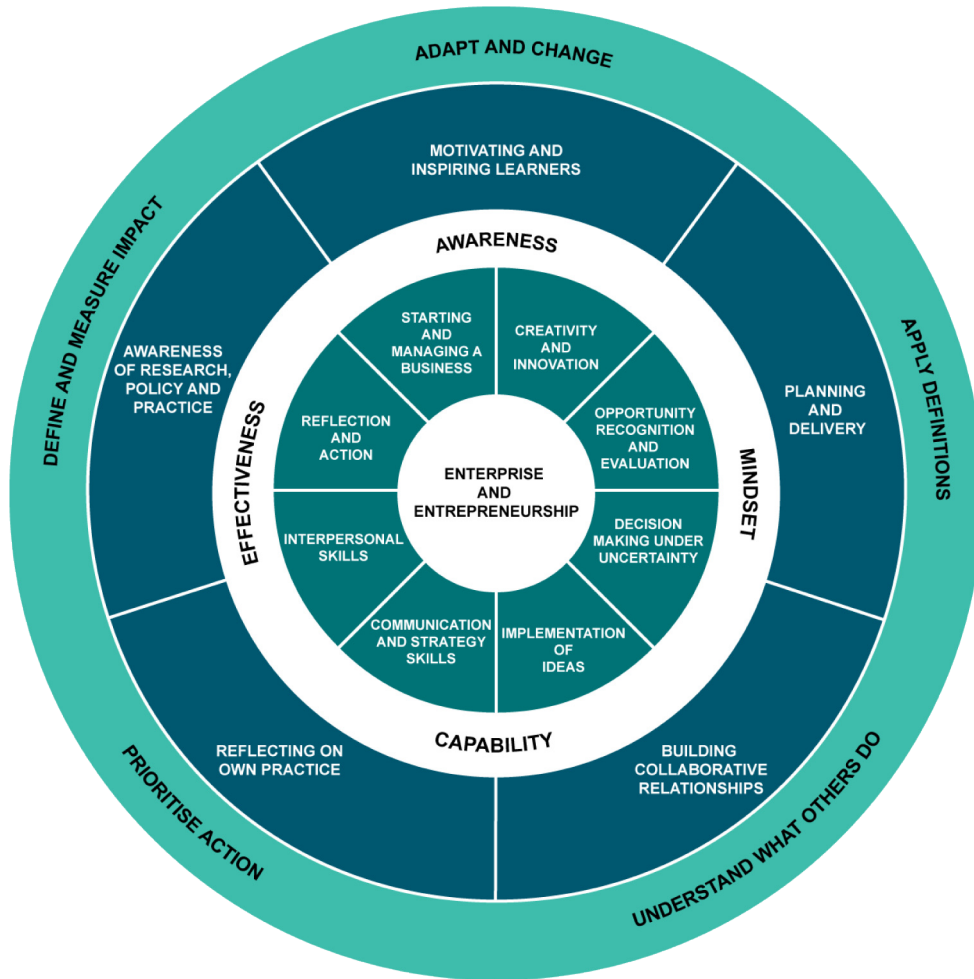 ADAPT AND CHANGE
MOTIVATING AND
INSPIRING LEARNERS
AWARENESS
STARTING
AND
MANAGING A
BUSINESS
CREATIVITY
AND
INNOVATION
DEFINE AND MEASURE IMPACT
AWARENESS
OF RESEARCH,
POLICY AND
PRACTICE
EFFECTIVENESS
REFLECTION
AND
ACTION
OPPORTUNITY
RECOGNITION
AND
EVALUATION
MINDSET
PLANNING
AND
DELIVERY
APPLY DEFINITIONS
ENTERPRISE
AND
ENTREPRENEURSHIP
INTERPERSONAL
SKILLS
DECISION
MAKING UNDER
UNCERTAINTY
COMMUNICATION
AND STRATEGY
SKILLS
IMPLEMENTATION
OF
IDEAS
CAPABILITY
REFLECTING ON
OWN PRACTICE
BUILDING
COLLABORATIVE
RELATIONSHIPS
PRIORITISE ACTION
UNDERSTAND WHAT OTHERS DO